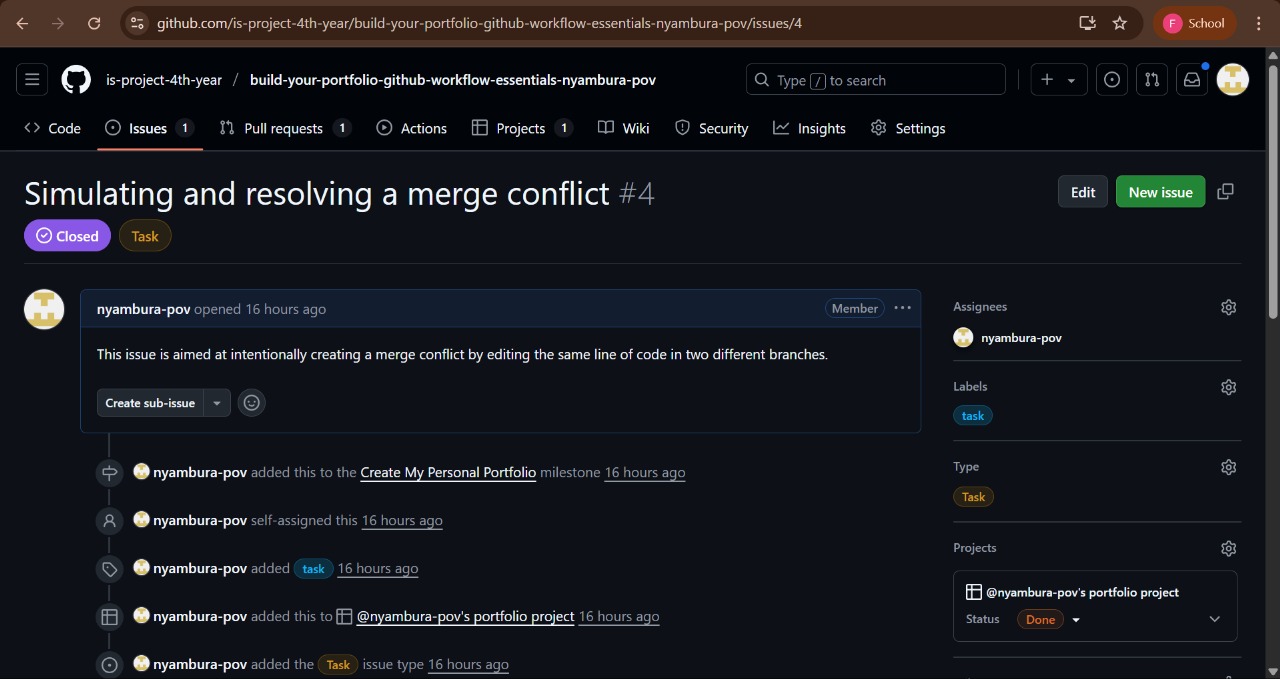 github.com/is-project-4th-year/build-your-portfolio-github-workflow-essentials-nyambura-pov/issues/4
F School
is-project-4th-year / build-your-portfolio-github-workflow-essentials-nyambura-pov
Type / to search
Code Issues 1 Pull requests 1 Actions Projects 1 Wiki Security Insights Settings
Simulating and resolving a merge conflict #4
Edit New issue
Closed Task
nyambura-pov opened 16 hours ago Member
This issue is aimed at intentionally creating a merge conflict by editing the same line of code in two different branches.
Create sub-issue
nyambura-pov added this to the Create My Personal Portfolio milestone 16 hours ago
nyambura-pov self-assigned this 16 hours ago
nyambura-pov added task 16 hours ago
nyambura-pov added this to @nyambura-pov's portfolio project 16 hours ago
nyambura-pov added the Task issue type 16 hours ago
Assignees
nyambura-pov
Labels
task
Type
Task
Projects
@nyambura-pov's portfolio project
Status Done